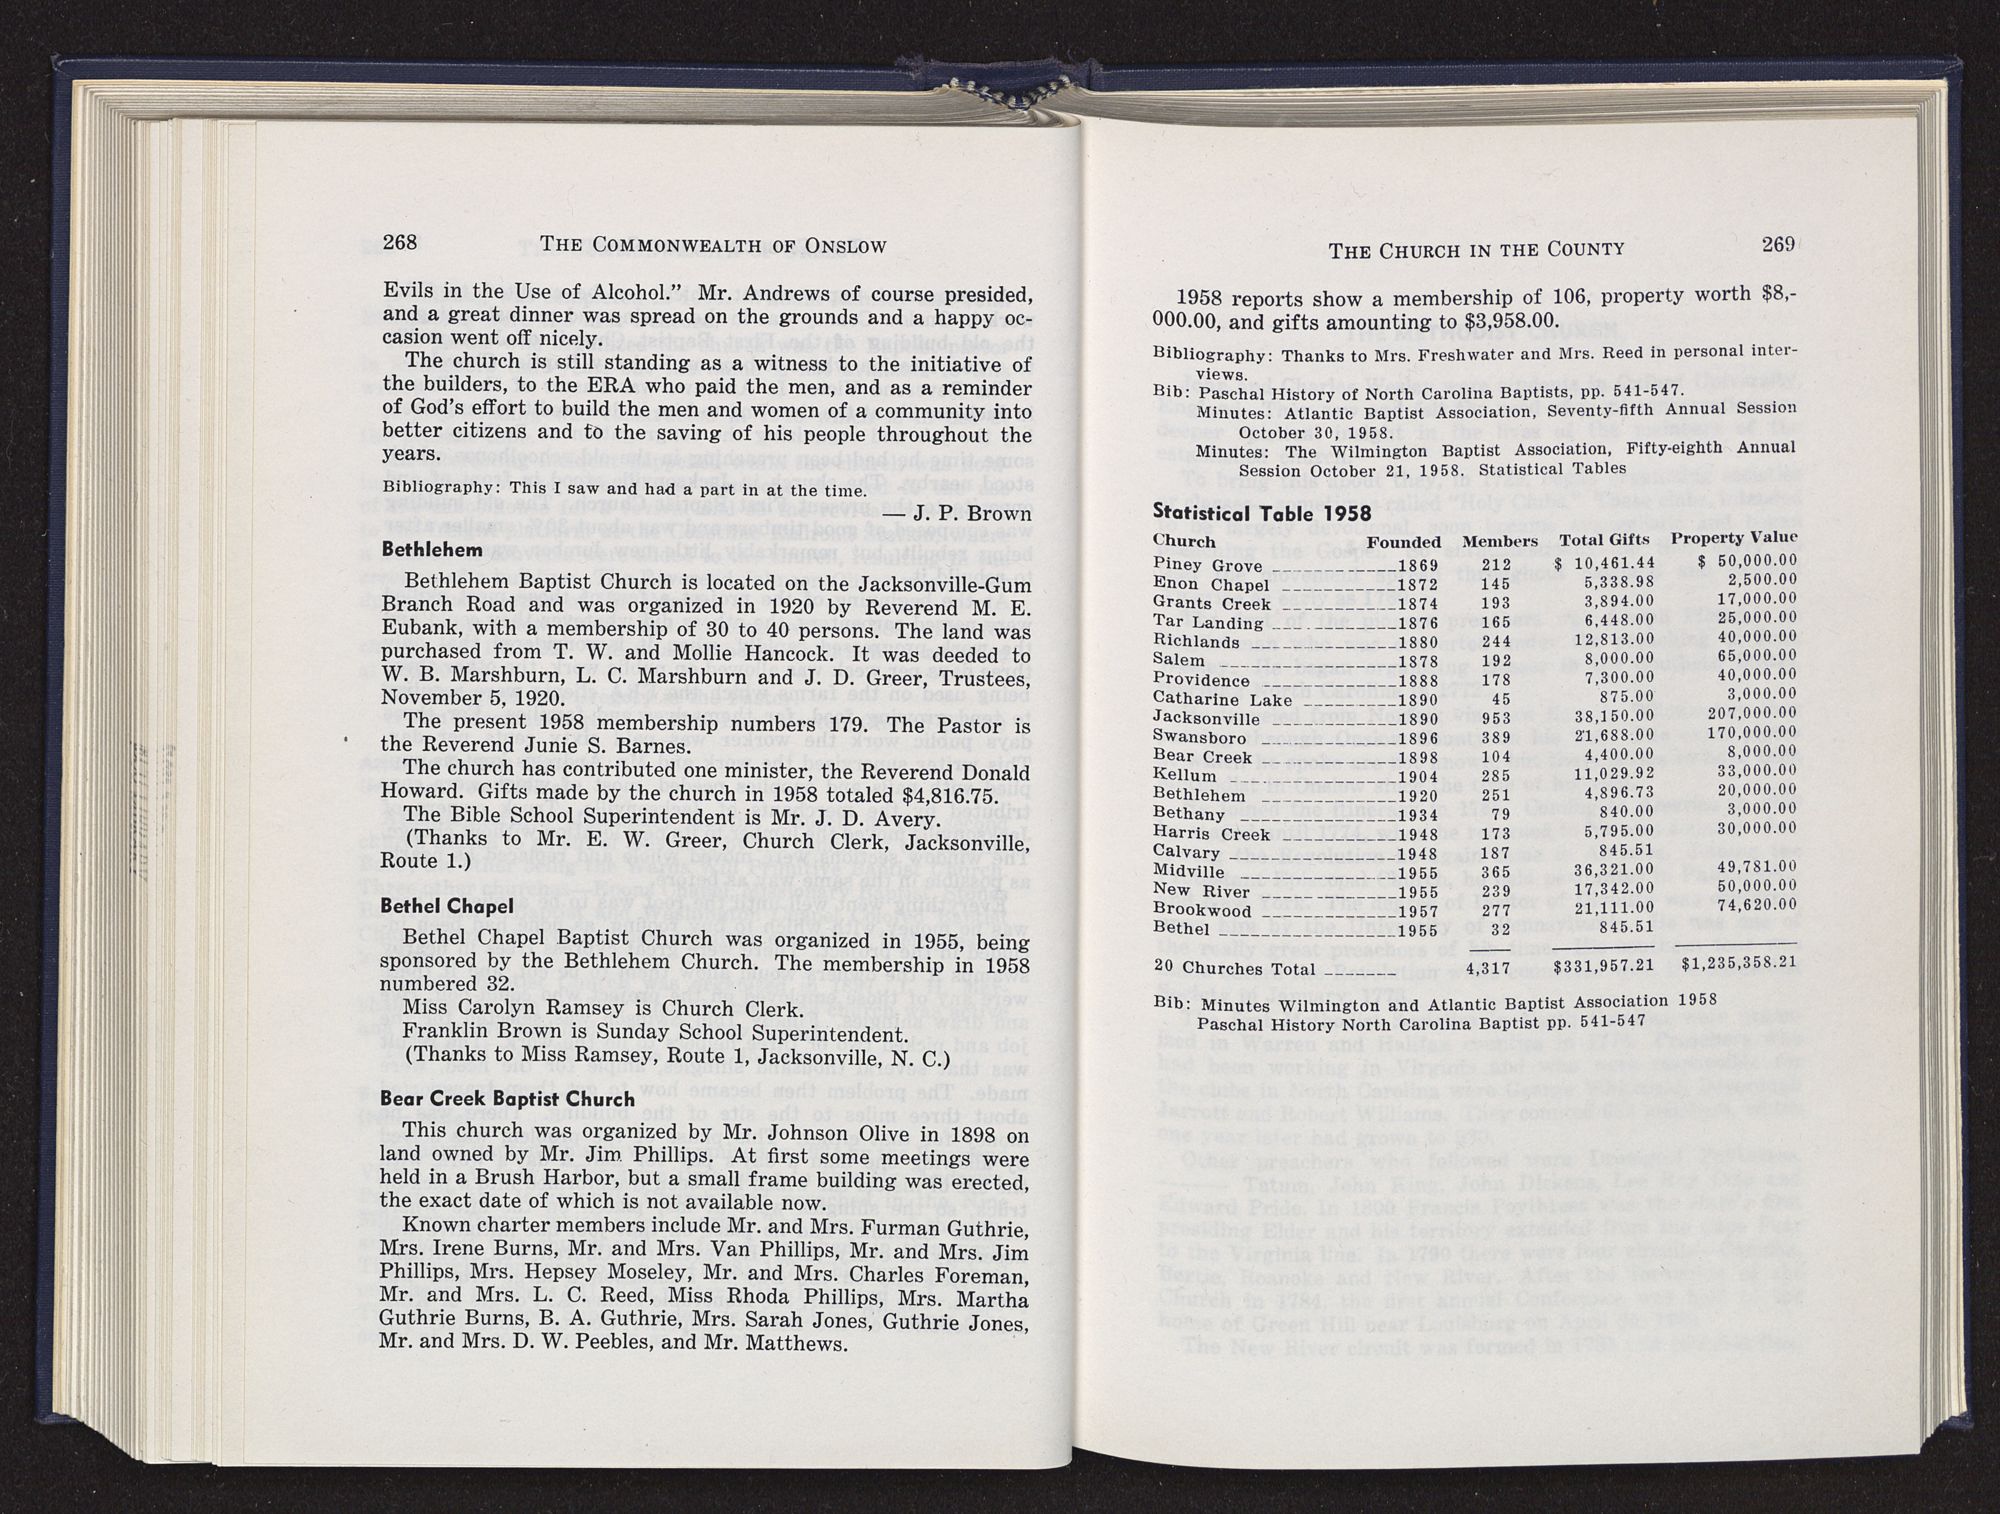 268 THE COMMONWEALTH OF ONSLOW
Evils in the Use of Alcohol.” Mr. Andrews of course presided,
and a great dinner was spread on the grounds and a happy oc-
casion went off nicely.
The church is still standing as a witness to the initiative of
the builders, to the ERA who paid the men, and as a reminder
of God's effort to build the men and women of a community into
better citizens and to the saving of his people throughout the
years.
Bibliography: This I saw and had a part in at the time.
— J. P. Brown
Bethlehem
Bethlehem Baptist Church is located on the Jacksonville-Gum
Branch Road and was organized in 1920 by Reverend M. E.
Eubank, with a membership of 30 to 40 persons. The land was
purchased from T. W. and Mollie Hancock. It was deeded to
W. B. Marshburn, L. C. Marshburn and J. D. Greer, Trustees,
November 5, 1920.
The present 1958 membership numbers 179. The Pastor is
the Reverend Junie S. Barnes.
The church has contributed one minister, the Reverend Donald
Howard. Gifts made by the church in 1958 totaled $4,816.75.
The Bible School Superintendent is Mr. J. D. Avery.
(Thanks to Mr. E. W. Greer, Church Clerk, Jacksonville,
Route 1.)
Bethel Chapel
Bethel Chapel Baptist Church was organized in 1955, being
sponsored by the Bethlehem Church. The membership in 1958
numbered 32.
Miss Carolyn Ramsey is Church Clerk.
Franklin Brown is Sunday School Superintendent.
(Thanks to Miss Ramsey, Route 1, Jacksonville, N. C.)
Bear Creek Baptist Church
This church was organized by Mr. Johnson Olive in 1898 on
land owned by Mr. Jim Phillips. At first some meetings were
held in a Brush Harbor, but a small frame building was erected,
the exact date of which is not available now.
Known charter members include Mr. and Mrs. Furman Guthrie,
Mrs. Irene Burns, Mr. and Mrs. Van Phillips, Mr. and Mrs. Jim
Phillips, Mrs. Hepsey Moseley, Mr. and Mrs. Charles Foreman,
Mr. and Mrs. L. C. Reed, Miss Rhoda Phillips, Mrs. Martha
Guthrie Burns, B. A. Guthrie, Mrs. Sarah Jones, Guthrie Jones,
Mr. and Mrs. D. W. Peebles, and Mr. Matthews.
THE CHURCH IN THE COUNTY 269
1958 reports show a membership of 106, property worth $8,-
000.00, and gifts amounting to $3,958.00.
Bibliography: Thanks to Mrs. Freshwater and Mrs. Reed in personal inter-
views.
Bib: Paschal History of North Carolina Baptists, pp. 541-547.
Minutes: Atlantic Baptist Association, Seventy-fifth Annual Session
October 30, 1958.
Minutes: The Wilmington Baptist Association, Fifty-eighth Annual
Session October 21, 1958. Statistical Tables
Statistical Table 1958
Church Founded Members Total Gifts Property Value
Piney Grove ___________1869 212 $ 10,461.44 $ 50,000.00
Enon Chapel __________1872 145 5,338.98 2,500.00
Grants Creek __________1874 193 3,894.00 17,000.00
Tar Landing ___________1876 165 6,448.00 25,000.00
Richlands _____________1880 244 12,813.00 40,000.00
Salem ________________1878 192 8,000.00 65,000.00
Providence ____________1888 178 7,300.00 40,000.00
Catharine Lake _________1890 45 875.00 3,000.00
Jacksonville ___________1890 953 38,150.00 207,000.00
Swansboro ____________1896 389 21,688.00 170,000.00
Bear Creek ____________1898 104 4,400.00 8,000.00
Kellum _______________1904 285 11,029.92 33,000.00
Bethlehem _____________1920 251 4,896.73 20,000.00
Bethany ______________1934 79 840.00 3,000.00
Harris Creek ___________1948 173 5,795.00 30,000.00
Calvary _______________1948 187 845.51
Midville ______________1955 365 36,321.00 49,781.00
New River _____________1955 239 17,342.00 50,000.00
Brookwood ____________1957 277 21,111.00 74,620.00
Bethel ________________1955 32 845.51
20 Churches Total _______ 4,317 $331,957.21 $1,235,358.21
Bib: Minutes Wilmington and Atlantic Baptist Association 1958
Paschal History North Carolina Baptist pp. 541-547